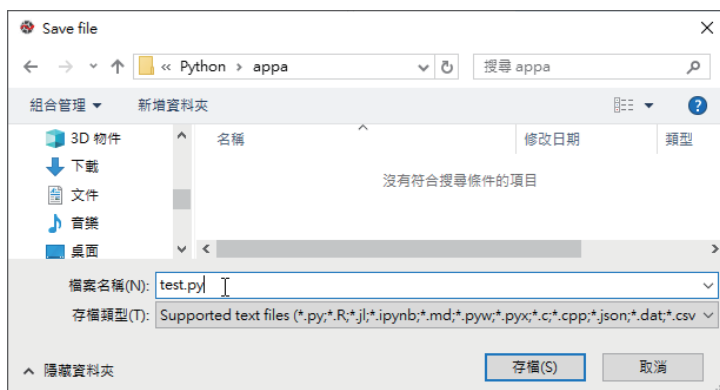 Save file
« Python › appa
搜尋 appa
組合管理
新增資料夾
?
3D 物件
下載
文件
音樂
桌面
名稱
修改日期
類型
沒有符合搜尋條件的項目
檔案名稱(N): test.py
存檔類型(T): Supported text files (*.py;*.R;*.jl;*.ipynb;*.md;*.pyw;*.pyx;*.c;*.cpp;*.json;*.dat;*.csv
隱藏資料夾
存檔(S)
取消